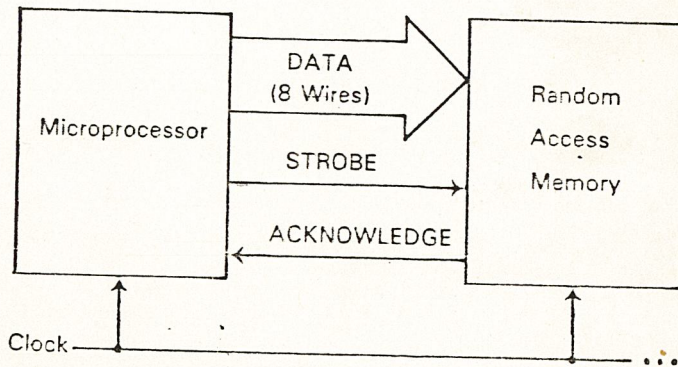 Microprocessor
DATA
(8 Wires)
STROBE
ACKNOWLEDGE
Random
Access
Memory
Clock